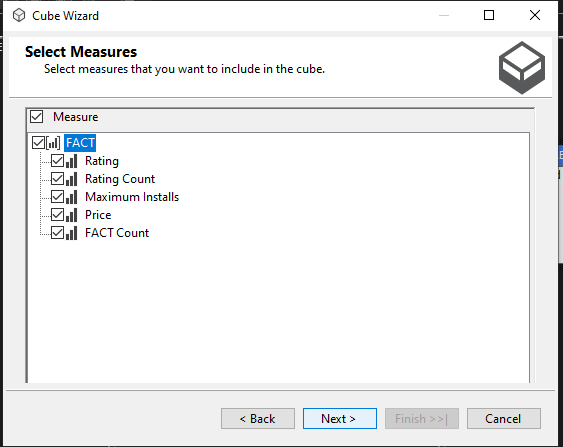 Cube Wizard
Select Measures
Select measures that you want to include in the cube.
Measure
FACT
Rating
Rating Count
Maximum Installs
Price
FACT Count
< Back
Next >
Finish >>|
Cancel